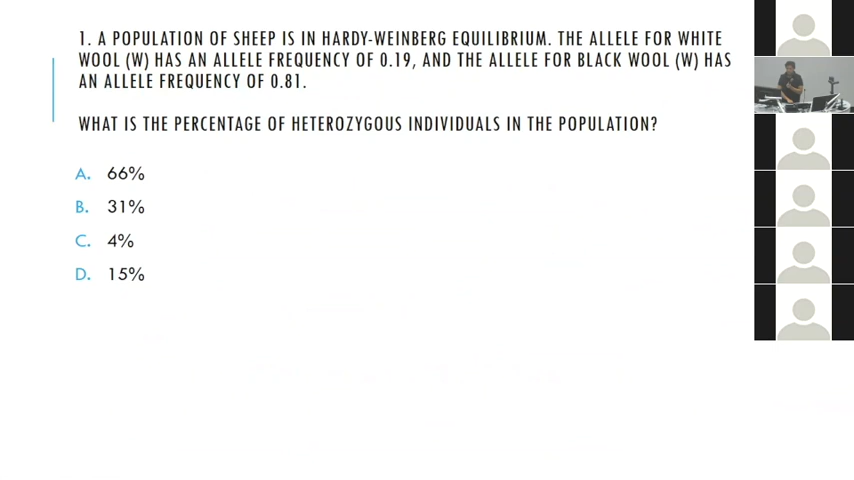 1. A POPULATION OF SHEEP IS IN HARDY-WEINBERG EQUILIBRIUM. THE ALLELE FOR WHITE
WOOL (W) HAS AN ALLELE FREQUENCY OF 0.19, AND THE ALLELE FOR BLACK WOOL (W) HAS
AN ALLELE FREQUENCY OF 0.81.
WHAT IS THE PERCENTAGE OF HETEROZYGOUS INDIVIDUALS IN THE POPULATION?
A. 66%
B. 31%
C. 4%
D. 15%